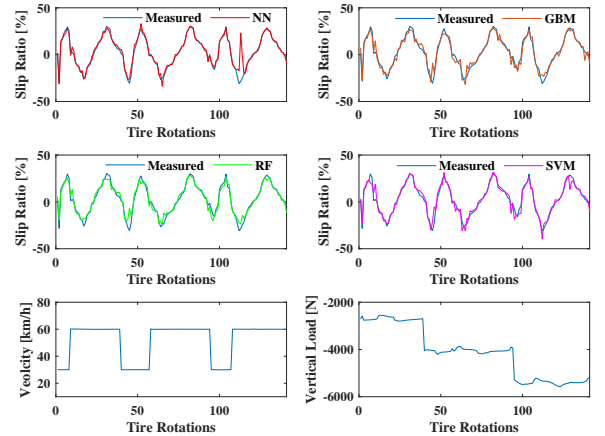 50
0
-50
Slip Ratio [%]
Measured
NN
0
50
100
Tire Rotations
50
0
-50
Slip Ratio [%]
Measured
GBM
0
50
100
Tire Rotations
50
0
-50
Slip Ratio [%]
Measured
RF
0
50
100
Tire Rotations
50
0
-50
Slip Ratio [%]
Measured
SVM
0
50
100
Tire Rotations
80
60
40
20
Veolcity [km/h]
0
50
100
Tire Rotations
-2000
-4000
-6000
Vertical Load [N]
0
50
100
Tire Rotations